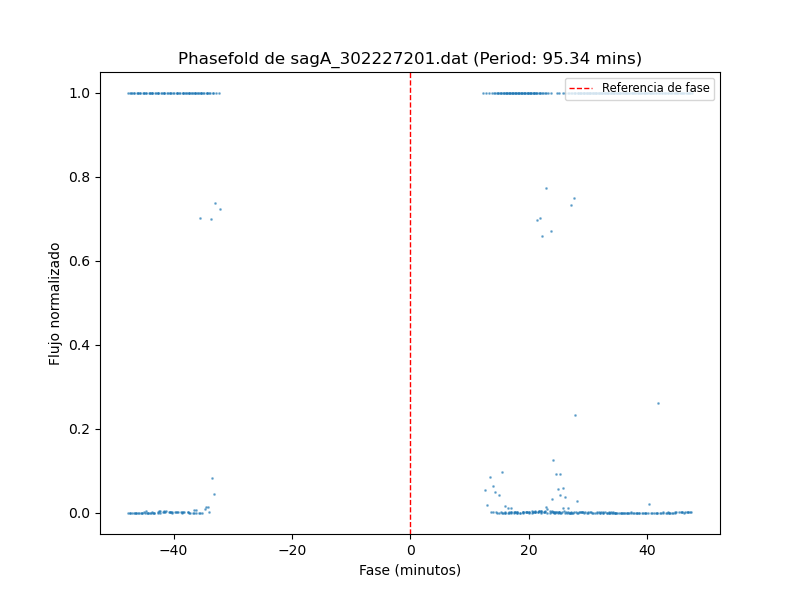 Phasefold de sagA_302227201.dat (Period: 95.34 mins)
Referencia de fase
Flujo normalizado
1.0
0.8
0.6
0.4
0.2
0.0
−40 −20 0 20 40
Fase (minutos)